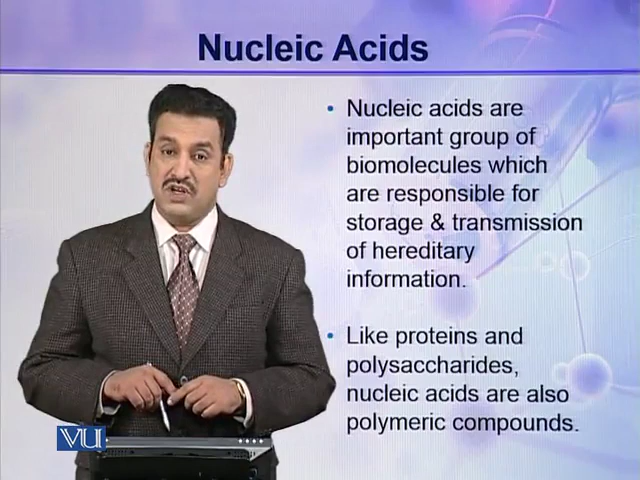 Nucleic Acids
• Nucleic acids are
important group of
biomolecules which
are responsible for
storage & transmission
of hereditary
information.
• Like proteins and
polysaccharides,
nucleic acids are also
polymeric compounds.
VU